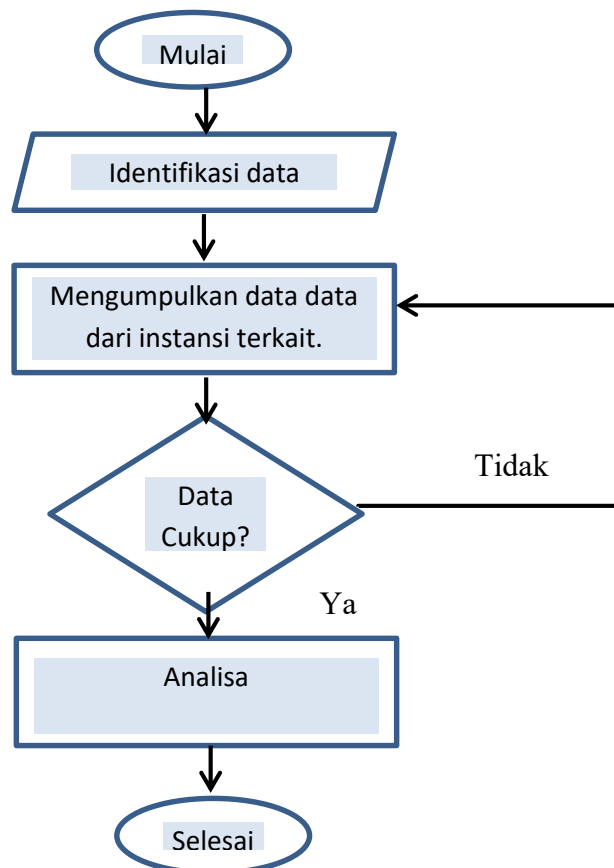 Mulai
Identifikasi data
Mengumpulkan data data
dari instansi terkait.
Data
Cukup?
Tidak
Ya
Analisa
Selesai